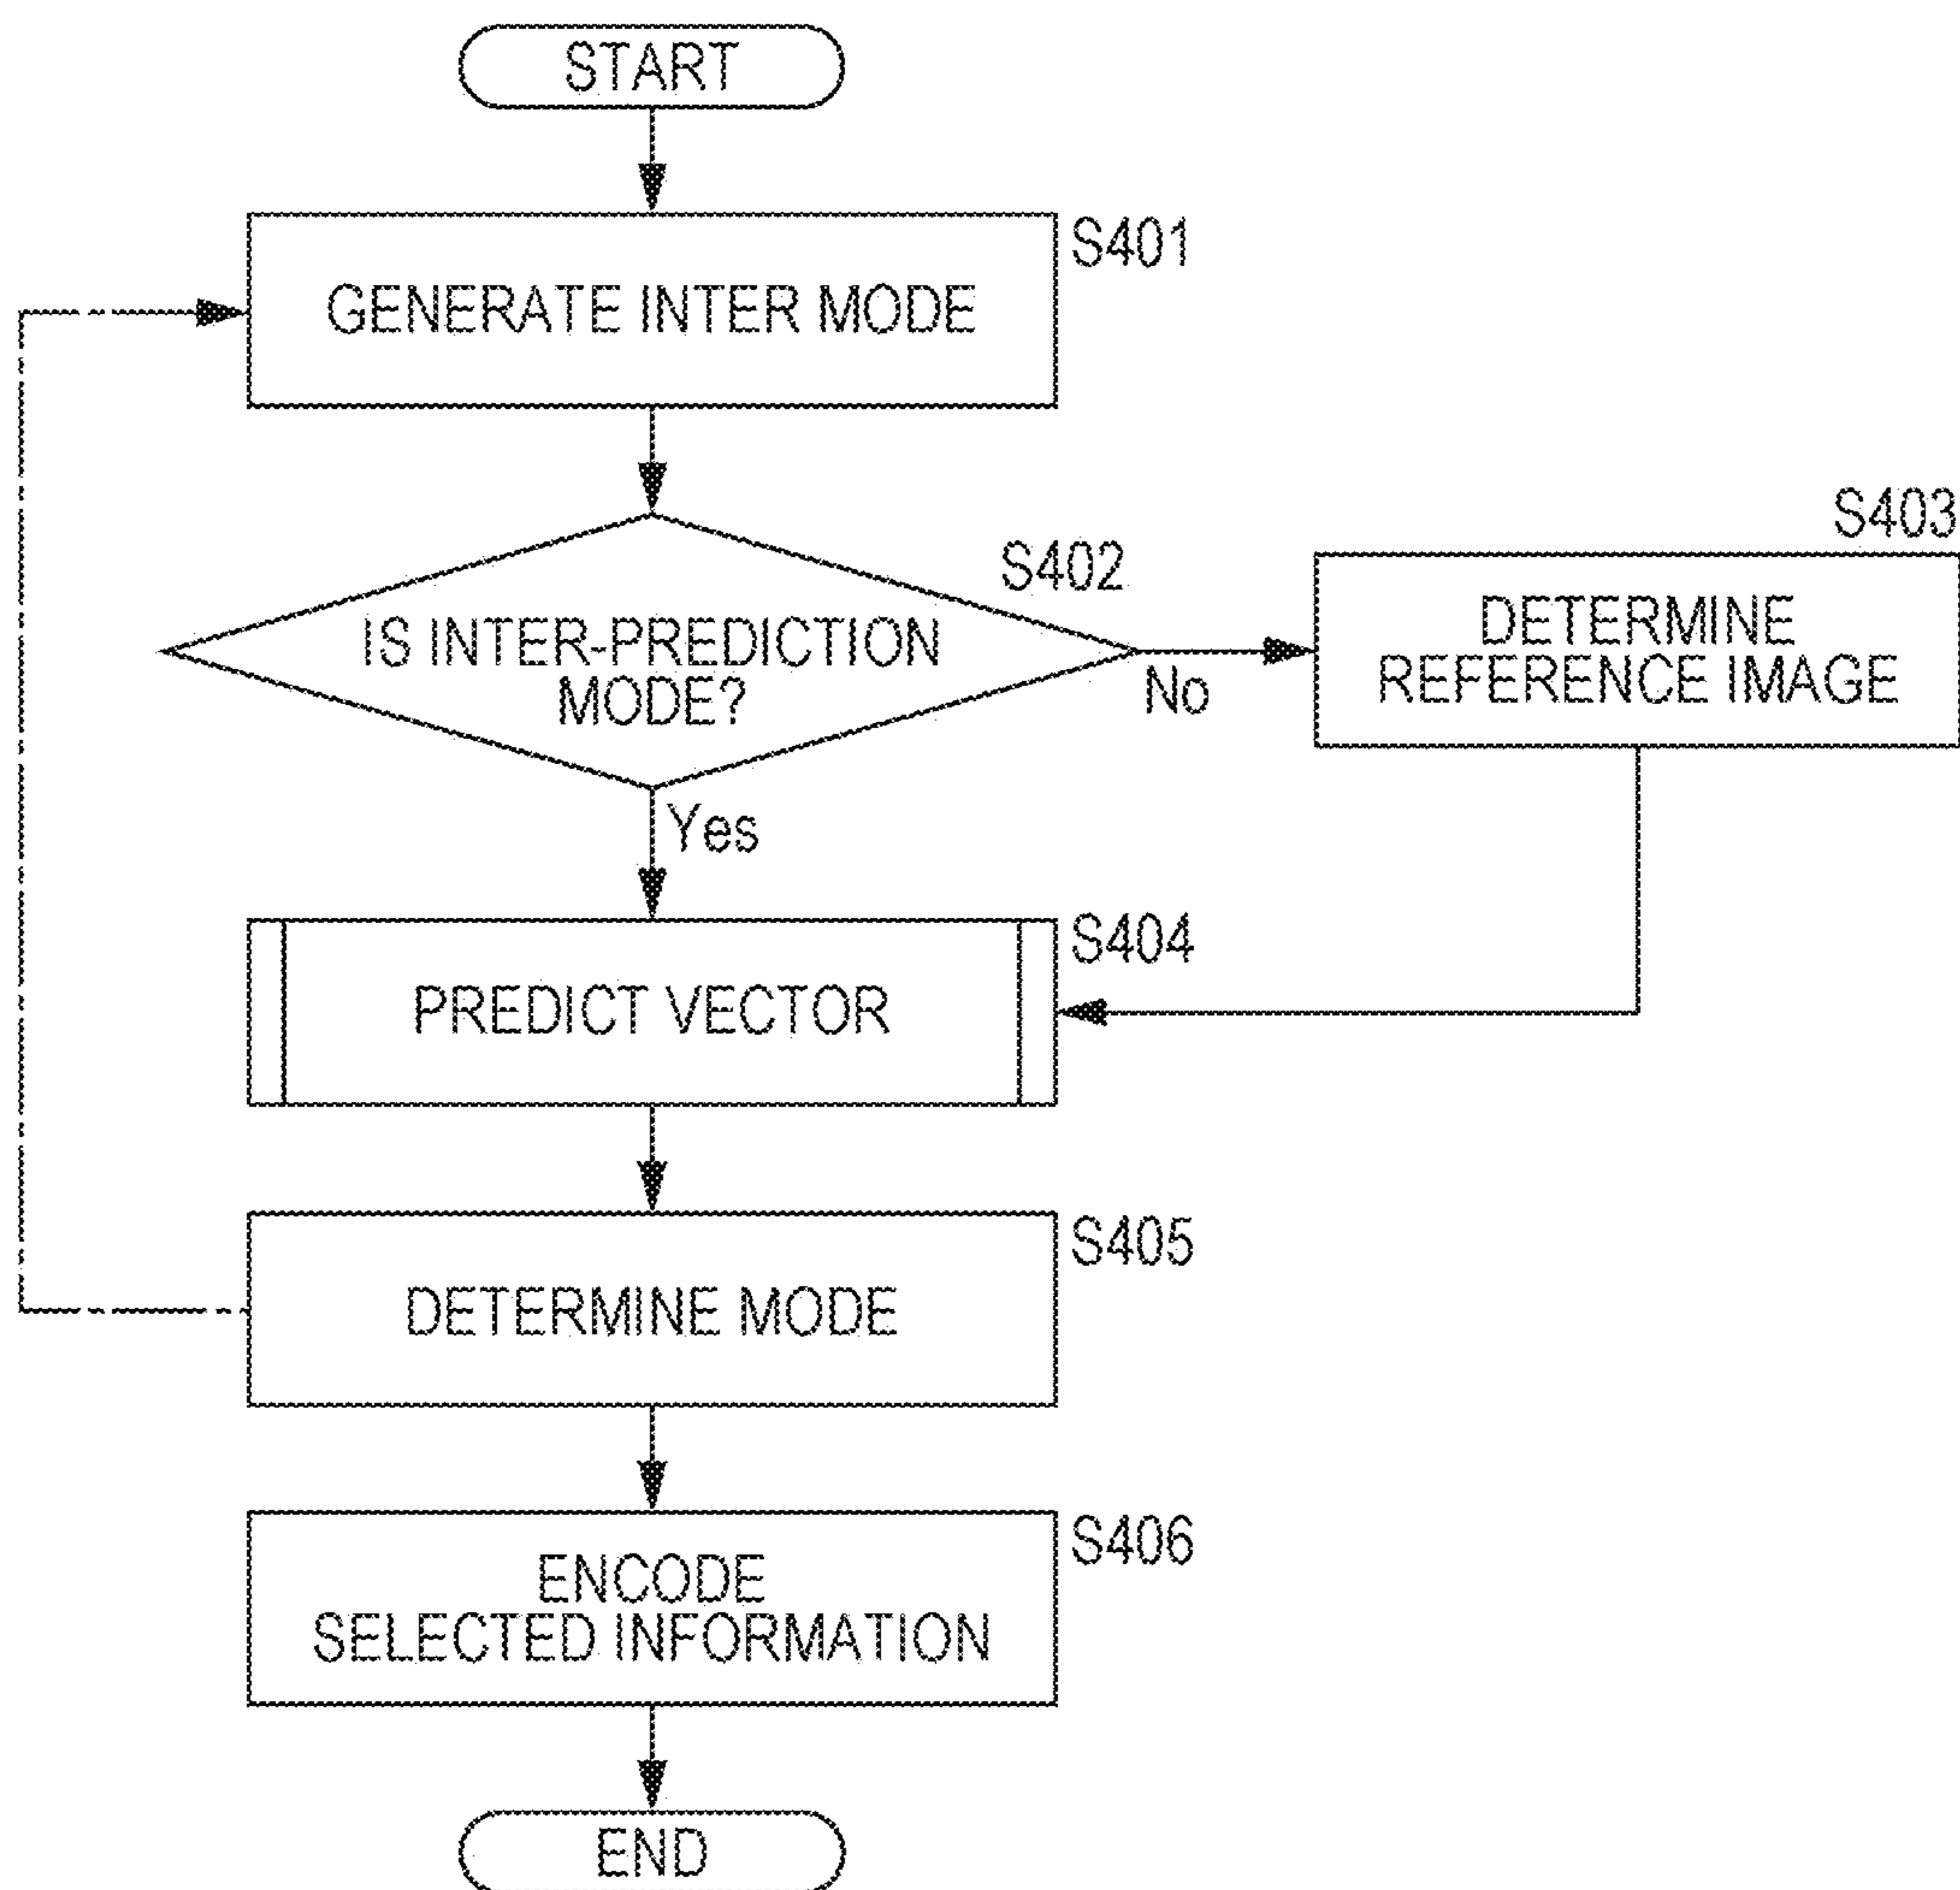 START
S401
GENERATE INTER MODE
S402
IS INTER-PREDICTION
MODE?
No
Yes
S403
DETERMINE
REFERENCE IMAGE
S404
PREDICT VECTOR
S405
DETERMINE MODE
S406
ENCODE
SELECTED INFORMATION
END